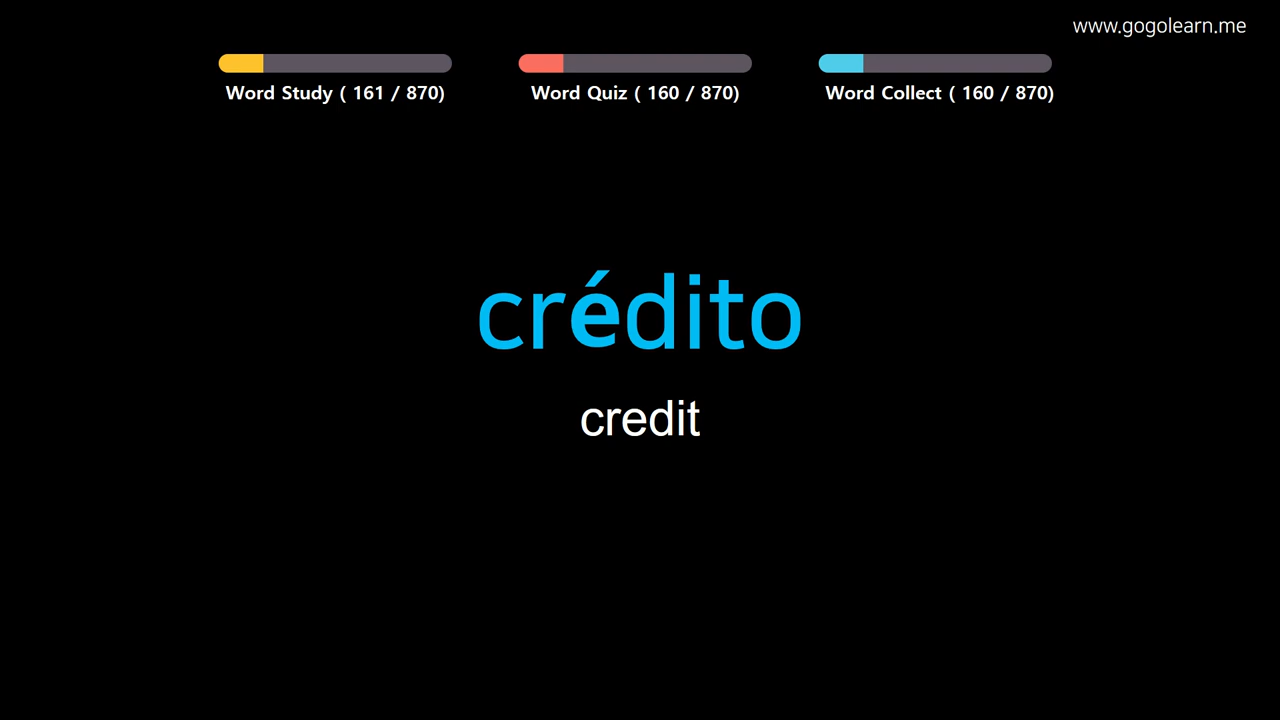 www.gogolearn.me
Word Study ( 161 / 870)
Word Quiz ( 160 / 870)
Word Collect ( 160 / 870)
crédito
credit